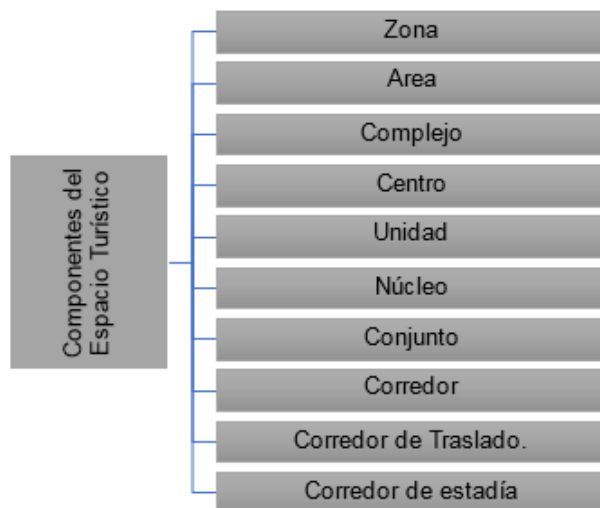 Componentes del
Espacio Turístico
Zona
Area
Complejo
Centro
Unidad
Núcleo
Conjunto
Corredor
Corredor de Traslado.
Corredor de estadía